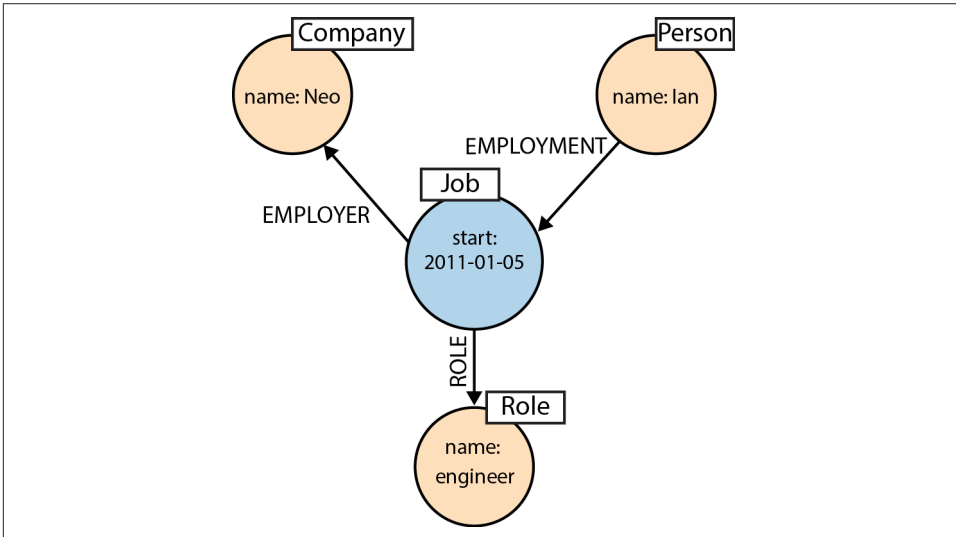 Company
Person
name: Neo
name: Ian
EMPLOYMENT
Job
EMPLOYER
start:
2011-01-05
ROLE
Role
name:
engineer